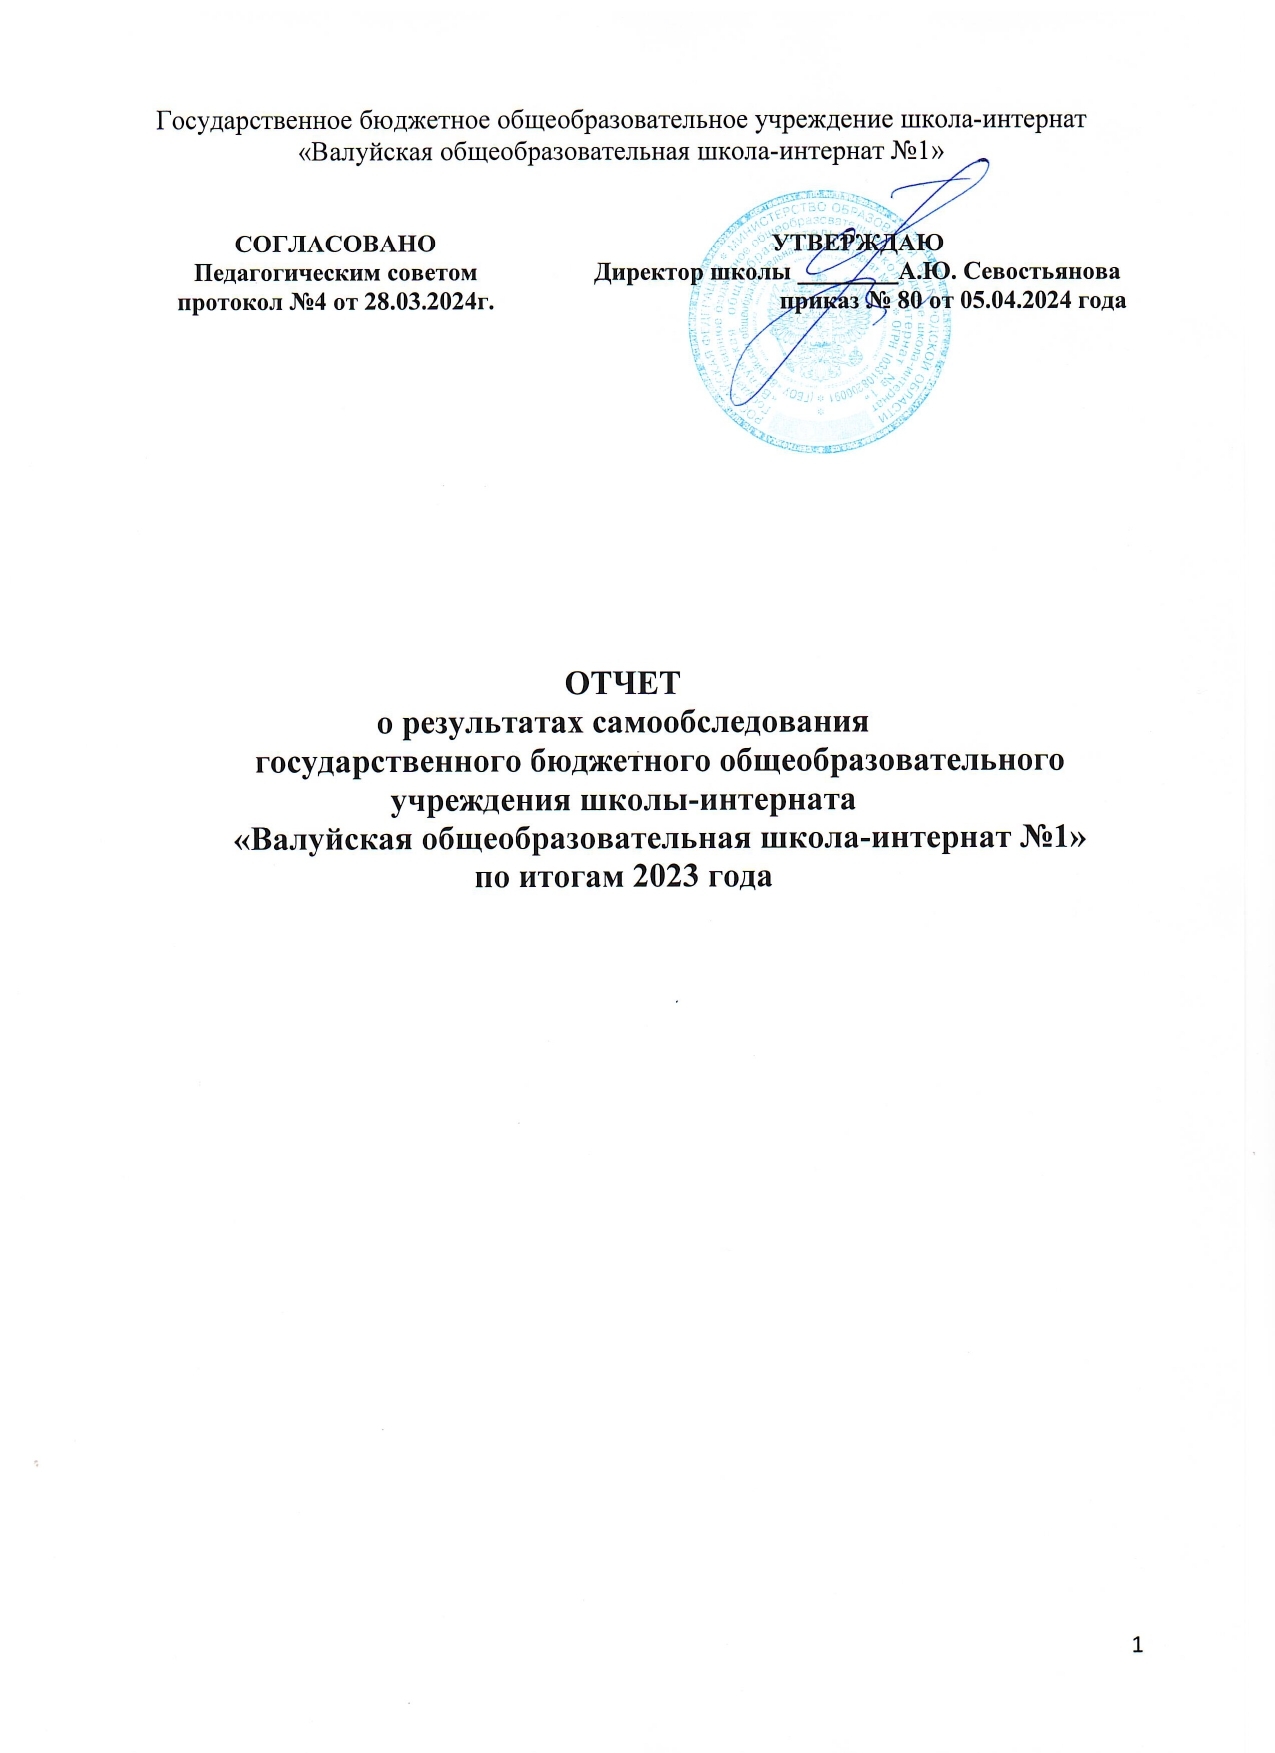 Государственное бюджетное общеобразовательное учреждение школа-интернат
«Валуйская общеобразовательная школа-интернат №1»
СОГЛАСОВАНО
Педагогическим советом
протокол №4 от 28.03.2024г.
УТВЕРЖДАЮ
Директор школы ________ А.Ю. Севостьянова
приказ № 80 от 05.04.2024 года
ОТЧЕТ
о результатах самообследования
государственного бюджетного общеобразовательного
учреждения школы-интерната
«Валуйская общеобразовательная школа-интернат №1»
по итогам 2023 года
1